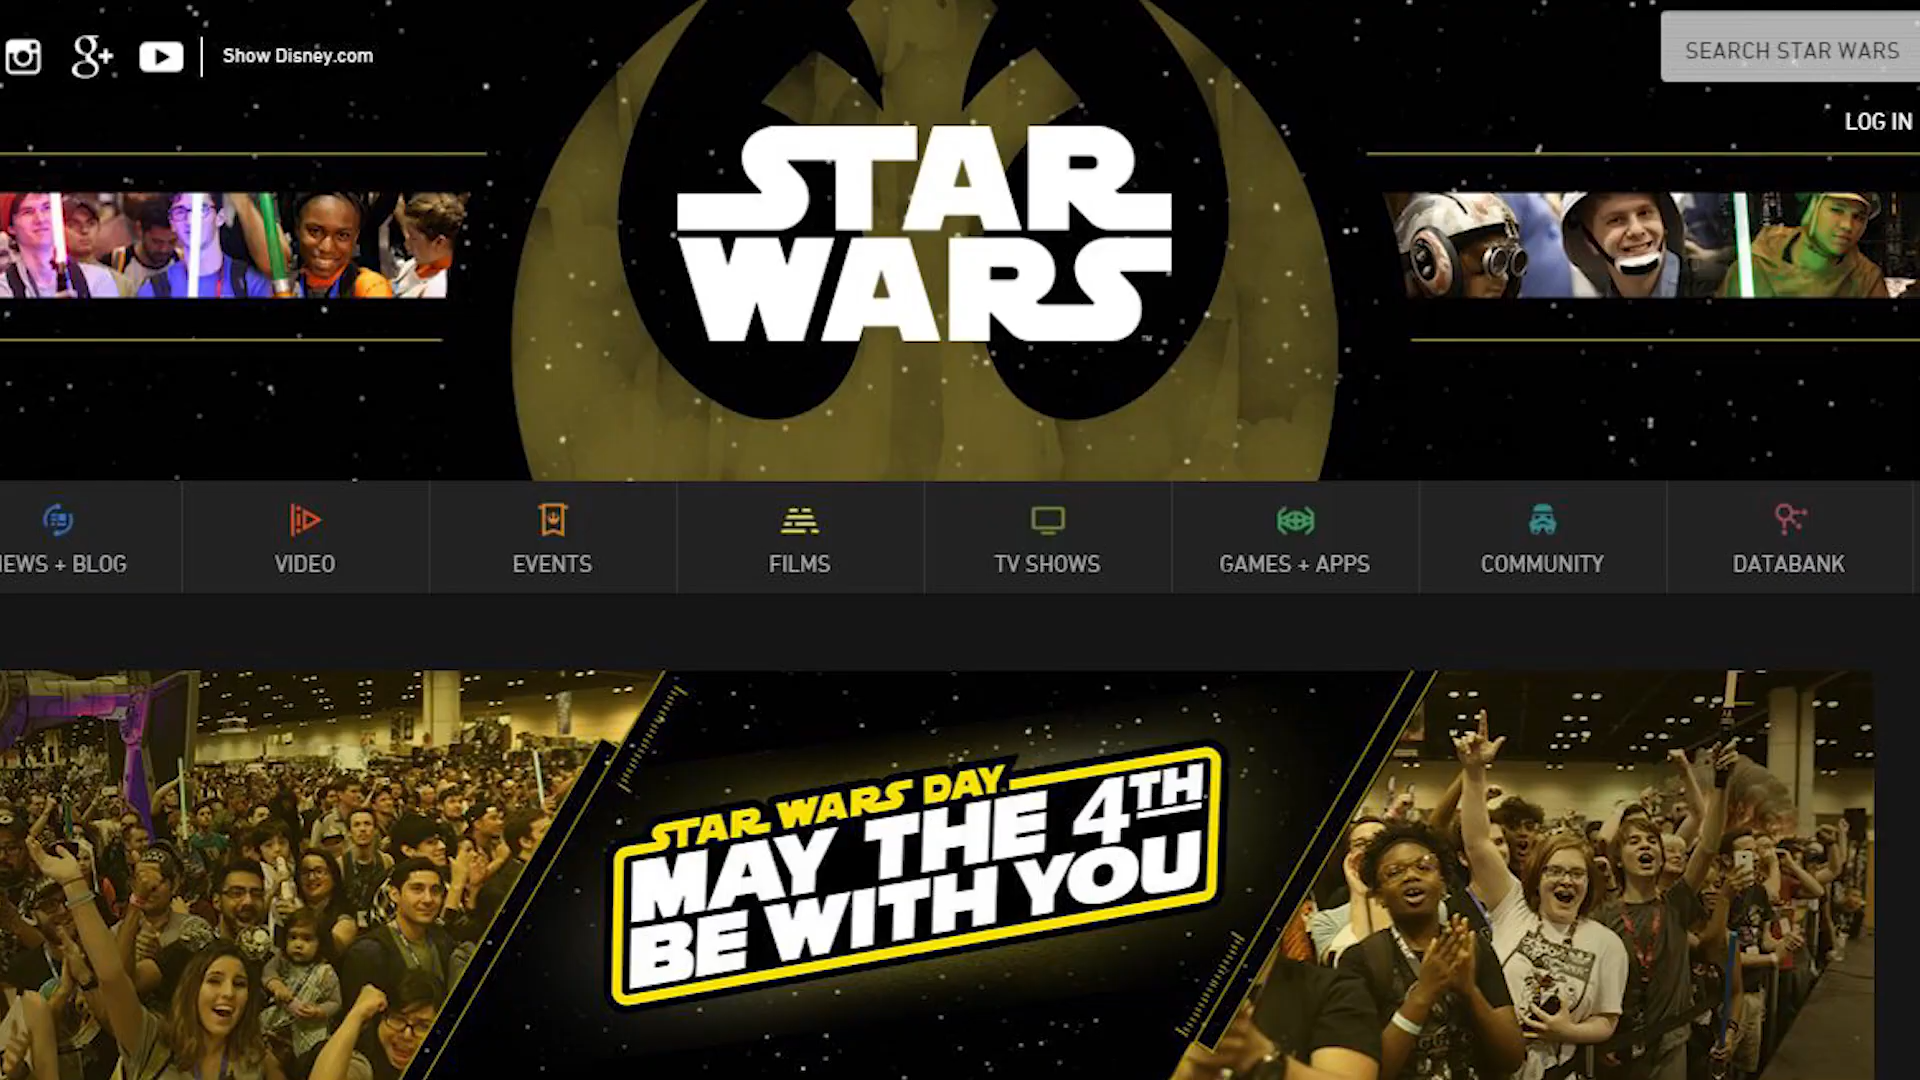 Show Disney.com
SEARCH STAR WARS
LOG IN
STAR
WARS
™
EWS + BLOG
VIDEO
EVENTS
FILMS
TV SHOWS
GAMES + APPS
COMMUNITY
DATABANK
STAR WARS DAY
MAY THE 4TH
BE WITH YOU